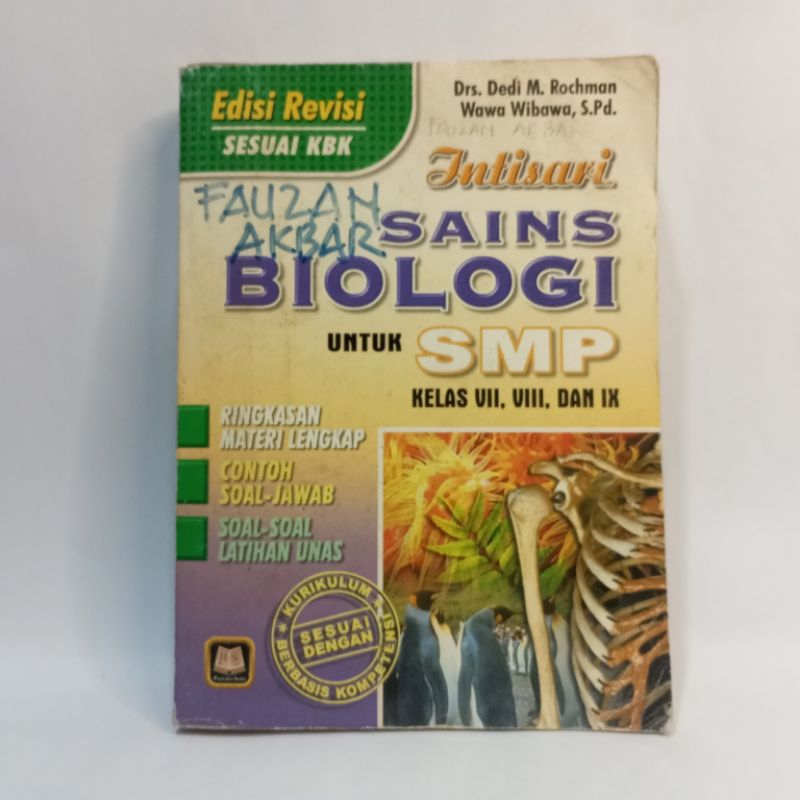 Edisi Revisi
SESUAI KBK
Drs. Dedi M. Rochman
Wawa Wibawa, S.Pd.
FAUZAN AKBAR
Intisari
FAUZAN
AKBAR
SAINS
BIOLOGI
UNTUK SMP
KELAS VII, VIII, DAN IX
RINGKASAN
MATERI LENGKAP
CONTOH
SOAL-JAWAB
SOAL-SOAL
LATIHAN UNAS
* KURIKULUM *
SESUAI
DENGAN
BERBASIS KOMPETENSI